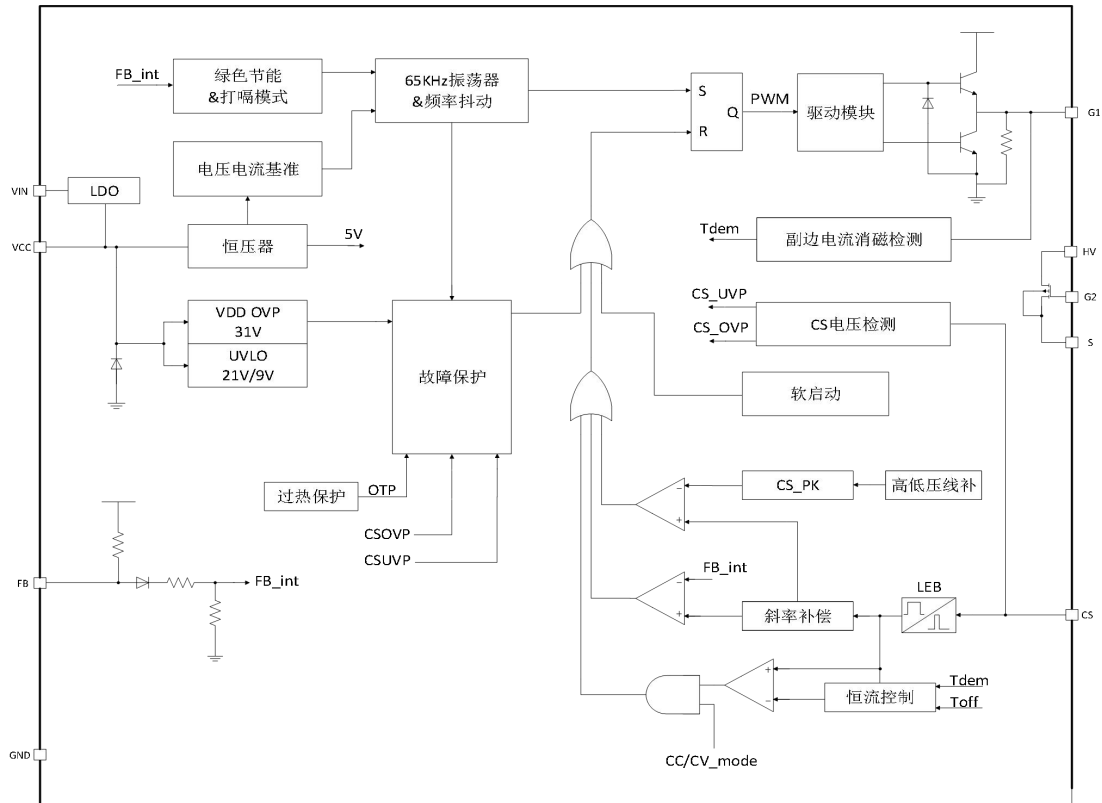 FB_int
绿色节能
&打嗝模式
65KHz振荡器
&频率抖动
S
R
Q
PWM
驱动模块
G1
电压电流基准
VIN
LDO
VCC
恒压器
5V
Tdem
副边电流消磁检测
HV
G2
S
CS_UVP
CS_OVP
CS电压检测
VDD OVP
31V
UVLO
21V/9V
故障保护
软启动
过热保护
OTP
CSOVP
CSUVP
CS_PK
高低压线补
FB
FB_int
FB_int
LEB
斜率补偿
CS
恒流控制
Tdem
Toff
CC/CV_mode
GND